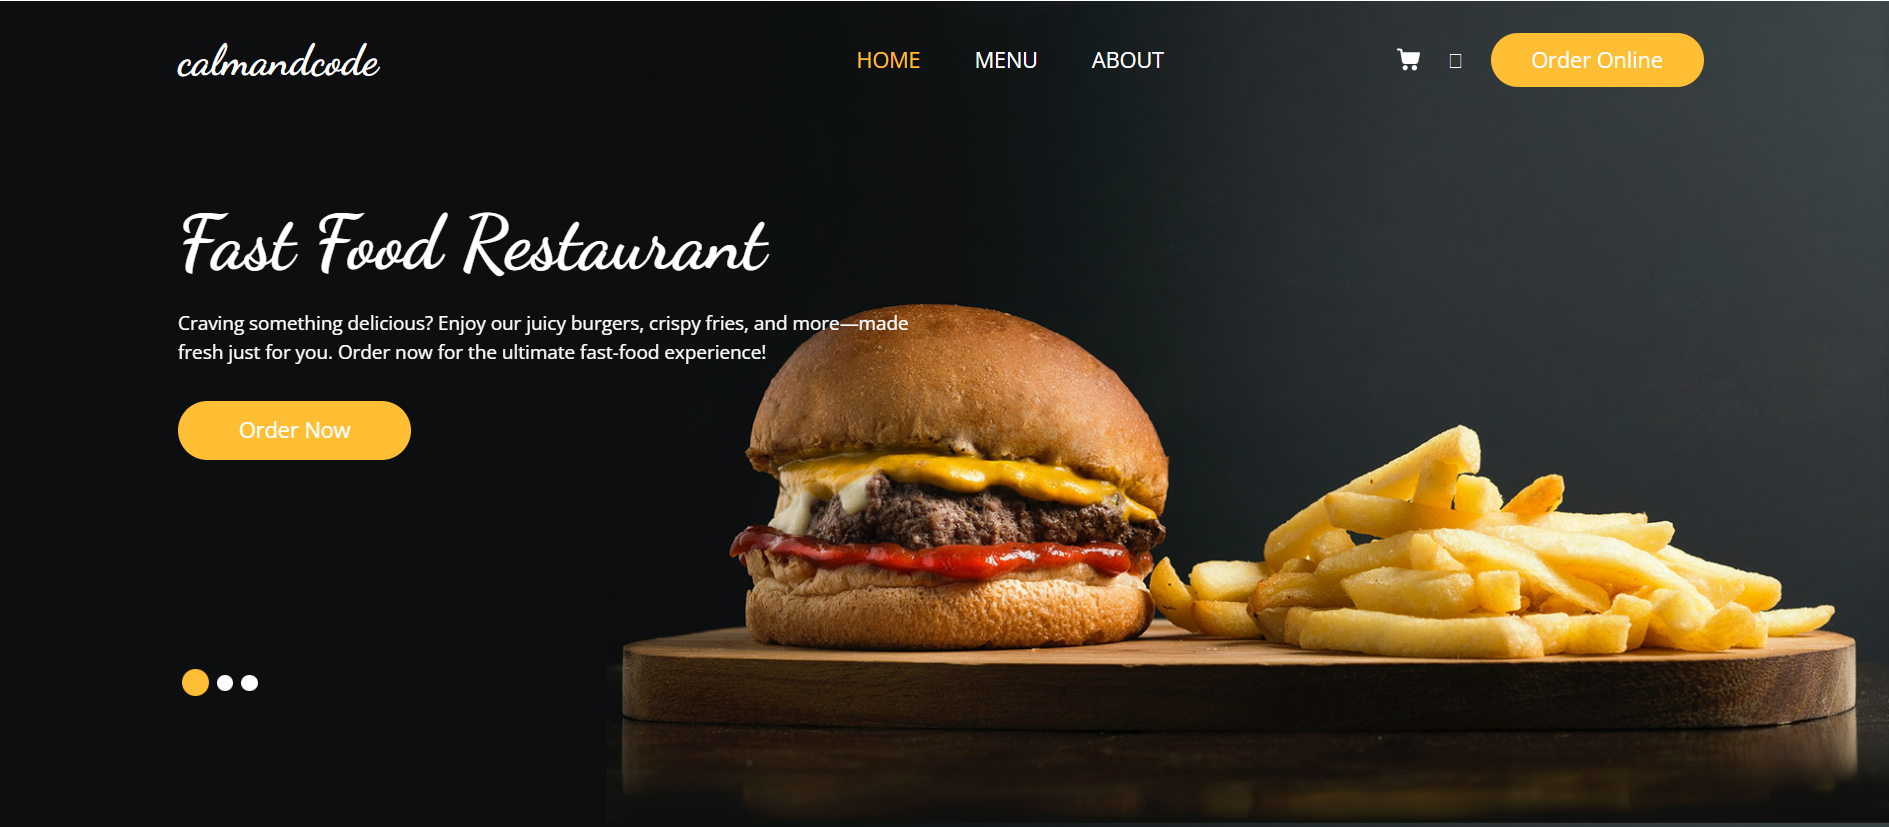 calmandcode
HOME MENU ABOUT
Order Online
Fast Food Restaurant
Craving something delicious? Enjoy our juicy burgers, crispy fries, and more—made
fresh just for you. Order now for the ultimate fast-food experience!
Order Now